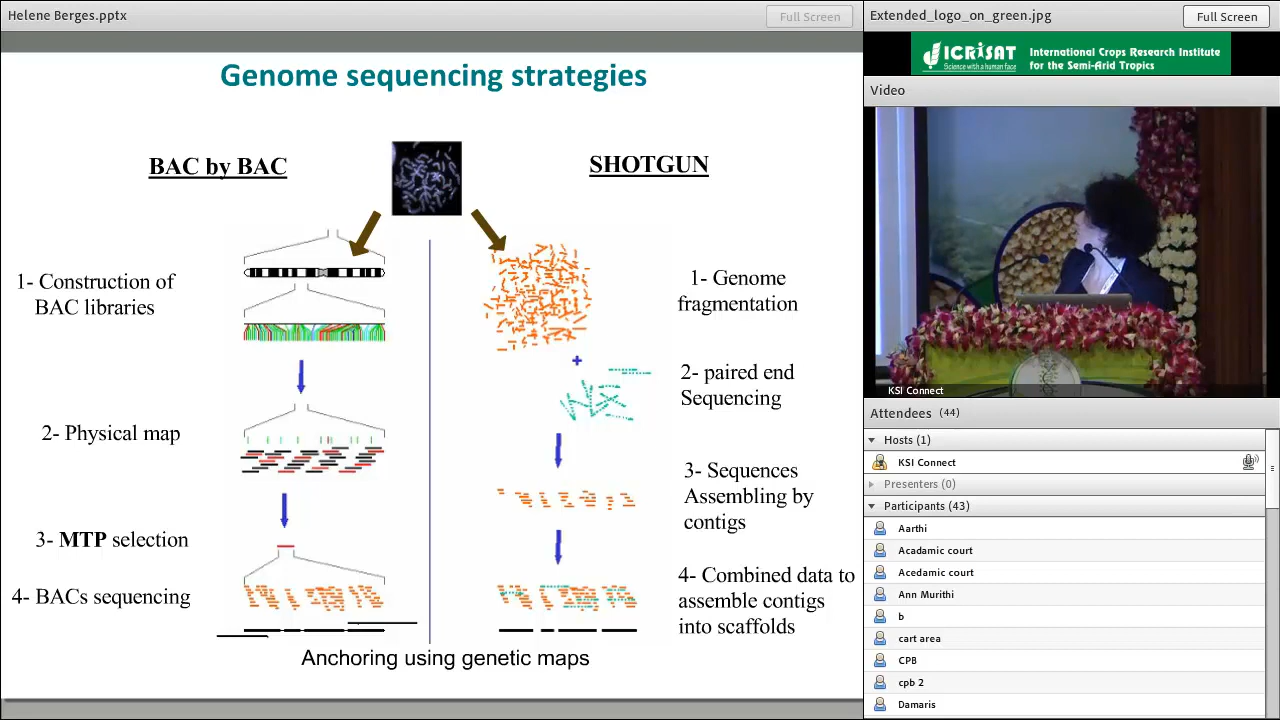 Helene Berges.pptx
Full Screen
Genome sequencing strategies
BAC by BAC
SHOTGUN
1- Construction of
BAC libraries
2- Physical map
3- MTP selection
4- BACs sequencing
1- Genome
fragmentation
+
2- paired end
Sequencing
3- Sequences
Assembling by
contigs
4- Combined data to
assemble contigs
into scaffolds
Anchoring using genetic maps
Extended_logo_on_green.jpg
Full Screen
ICRISAT
Science with a human face
International Crops Research Institute
for the Semi-Arid Tropics
Video
KSI Connect
Attendees (44)
Hosts (1)
KSI Connect
Presenters (0)
Participants (43)
Aarthi
Acadamic court
Acedamic court
Ann Murithi
b
cart area
CPB
cpb 2
Damaris